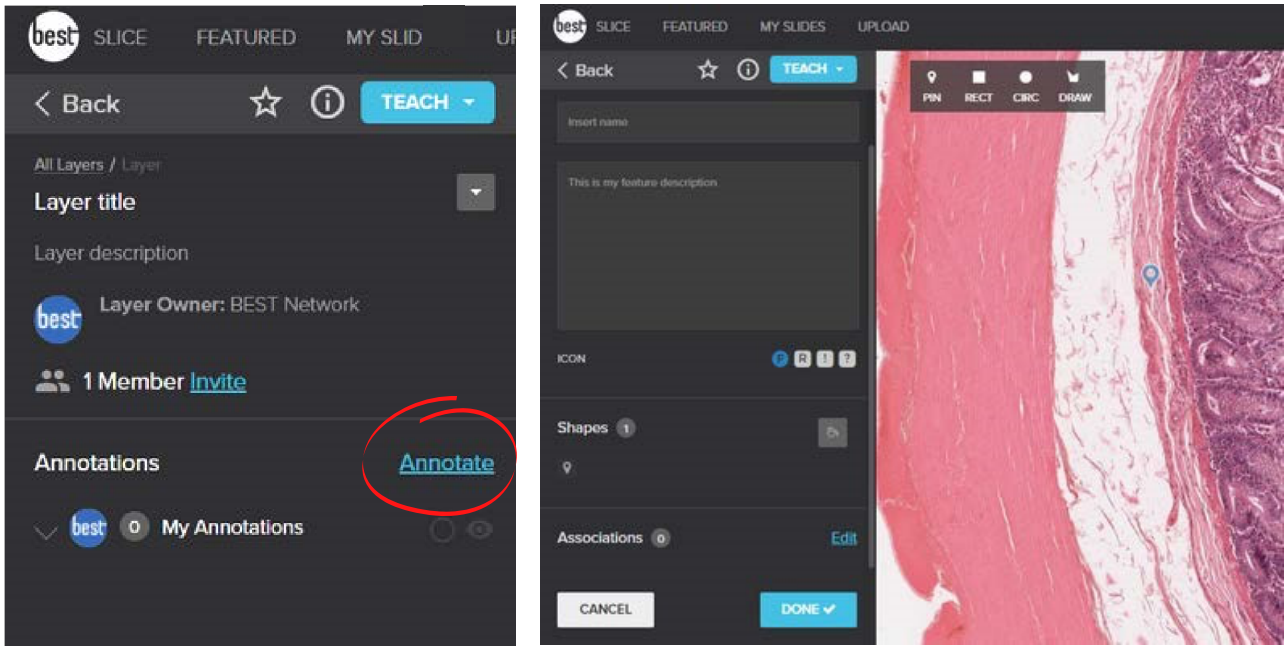 best SLICE FEATURED MY SLID UP
Back TEACH
All Layers / Layer
Layer title
Layer description
best Layer Owner: BEST Network
1 Member Invite
Annotations Annotate
best 0 My Annotations
best SLICE FEATURED MY SLIDES UPLOAD
Back TEACH
PIN RECT CIRC DRAW
Insert name
This is my feature description
ICON P R ! ?
Shapes 1
Associations 0 Edit
CANCEL DONE